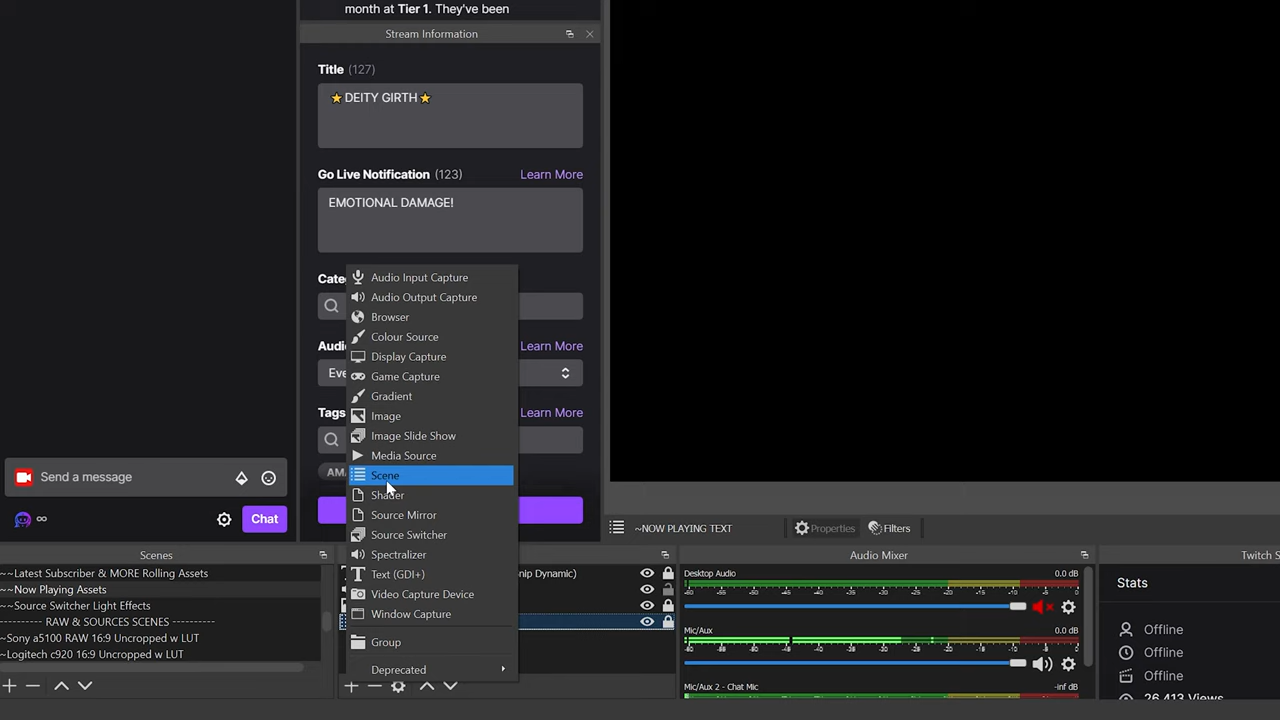 month at Tier 1. They've been
Stream Information
Title (127)
⭐DEITY GIRTH⭐
Go Live Notification (123)
Learn More
EMOTIONAL DAMAGE!
Audio Input Capture
Audio Output Capture
Browser
Learn More
Colour Source
Display Capture
Game Capture
Gradient
Learn More
Image
Image Slide Show
Media Source
Scene
Shader
Source Mirror
Source Switcher
Spectralizer
Text (GDI+)
Video Capture Device
Window Capture
Group
Deprecated
Tags
Send a message
∞
Chat
Scenes
~~Latest Subscriber & MORE Rolling Assets
~~Now Playing Assets
~~Source Switcher Light Effects
---------- RAW & SOURCES SCENES ----------
~Sony a5100 RAW 16:9 Uncropped w LUT
~Logitech c920 16:9 Uncropped w LUT
~NOW PLAYING TEXT
Properties
Filters
Audio Mixer
Desktop Audio
0.0 dB
Mic/Aux
0.0 dB
Mic/Aux 2 - Chat Mic
-inf dB
Stats
Offline
Offline
Offline
26,413 Views